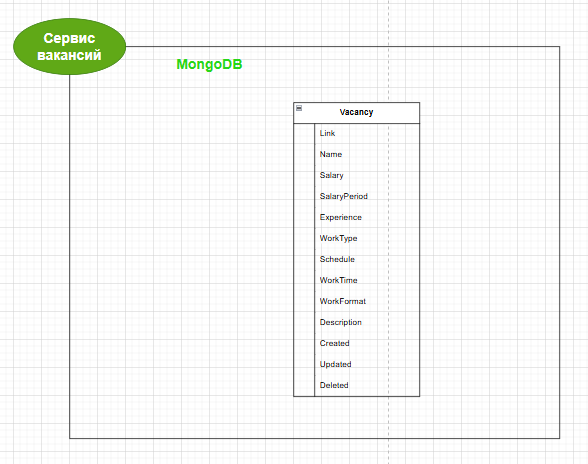 Сервис
вакансий
MongoDB
Vacancy
Link
Name
Salary
SalaryPeriod
Experience
WorkType
Schedule
WorkTime
WorkFormat
Description
Created
Updated
Deleted